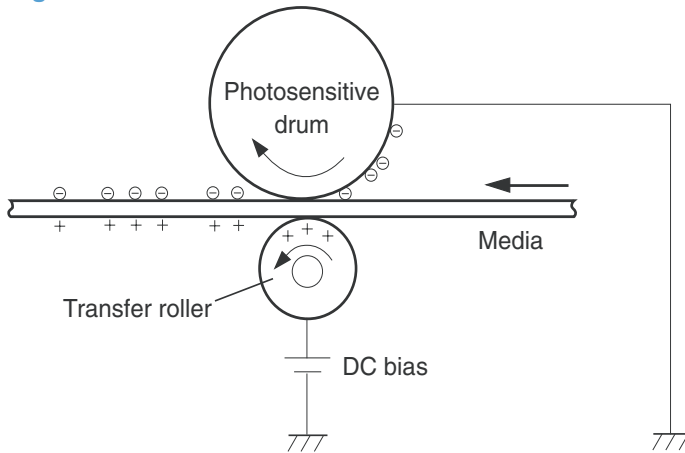 Photosensitive
drum
Media
Transfer roller
DC bias